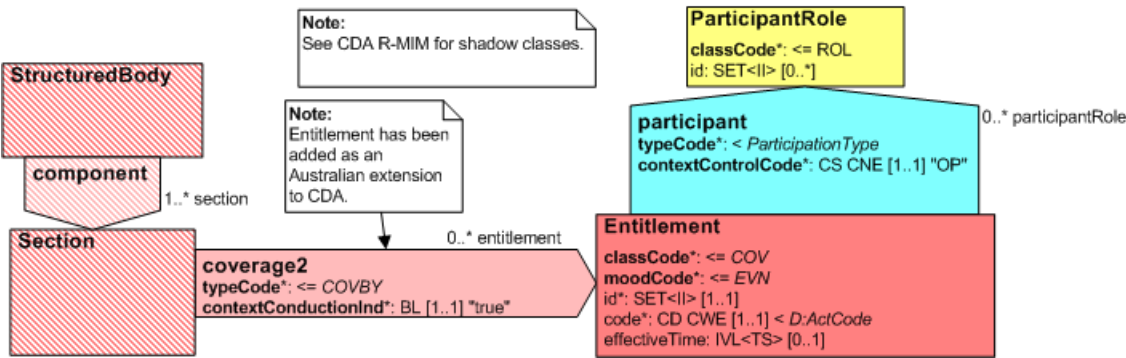 Note:
See CDA R-MIM for shadow classes.
ParticipantRole
classCode*: <= ROL
id: SET<II> [0..*]
StructuredBody
component
1..* section
Note:
Entitlement has been
added as an
Australian extension
to CDA.
participant
typeCode*: < ParticipationType
contextControlCode*: CS CNE [1..1] "OP"
0..* participantRole
Section
coverage2
typeCode*: <= COVBY
contextConductionInd*: BL [1..1] "true"
0..* entitlement
Entitlement
classCode*: <= COV
moodCode*: <= EVN
id*: SET<II> [1..1]
code*: CD CWE [1..1] < D:ActCode
effectiveTime: IVL<TS> [0..1]